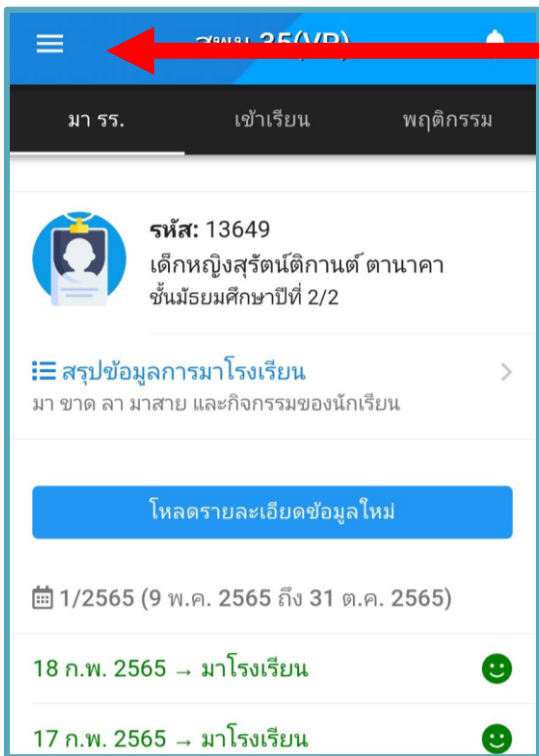 35(VP)
มา รร. เข้าเรียน พฤติกรรม
รหัส: 13649
เด็กหญิงสุรัตน์ติกานต์ ตานาคา
ชั้นมัธยมศึกษาปีที่ 2/2
สรุปข้อมูลการมาโรงเรียน
มา ขาด ลา มาสาย และกิจกรรมของนักเรียน
โหลดรายละเอียดข้อมูลใหม่
1/2565 (9 พ.ค. 2565 ถึง 31 ต.ค. 2565)
18 ก.พ. 2565 → มาโรงเรียน
17 ก.พ. 2565 → มาโรงเรียน